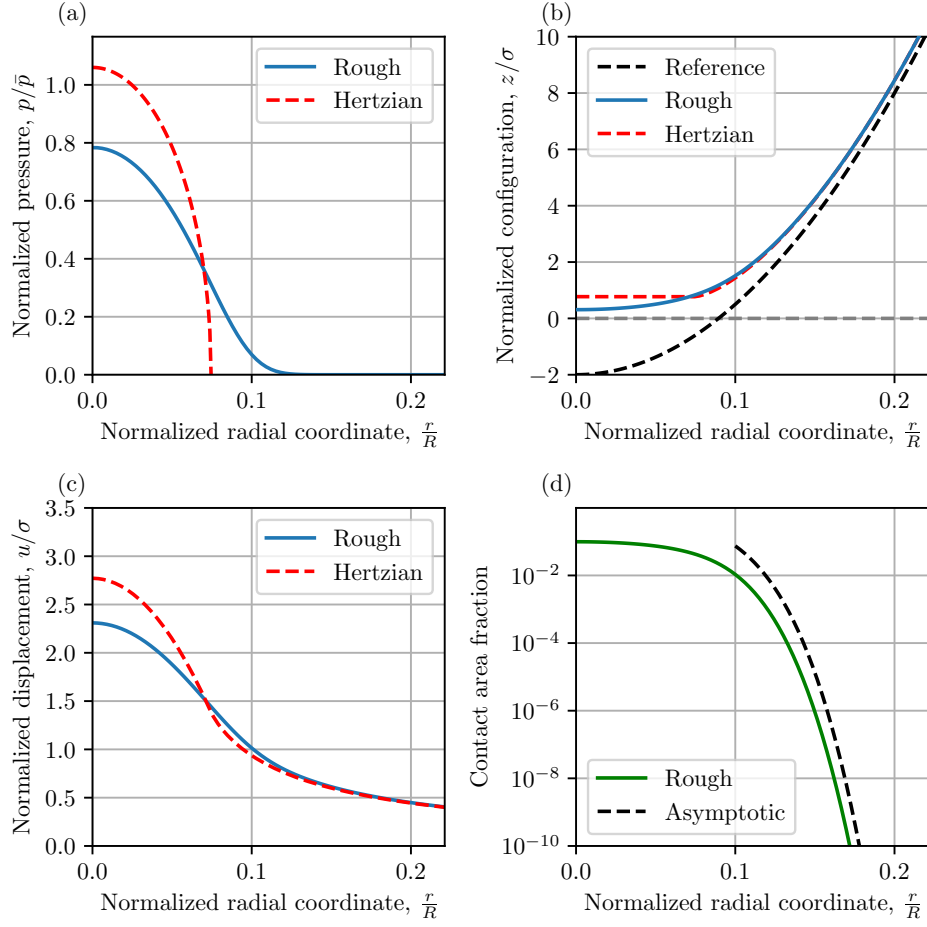 (a)
Normalized pressure, p/p̄
1.0
0.8
0.6
0.4
0.2
0.0
0.0 0.1 0.2
Normalized radial coordinate, r/R
Rough
Hertzian
(b)
Normalized configuration, z/σ
10
8
6
4
2
0
−2
0.0 0.1 0.2
Normalized radial coordinate, r/R
Reference
Rough
Hertzian
(c)
Normalized displacement, u/σ
3.5
3.0
2.5
2.0
1.5
1.0
0.5
0.0
0.0 0.1 0.2
Normalized radial coordinate, r/R
Rough
Hertzian
(d)
Contact area fraction
10⁻²
10⁻⁴
10⁻⁶
10⁻⁸
10⁻¹⁰
0.0 0.1 0.2
Normalized radial coordinate, r/R
Rough
Asymptotic